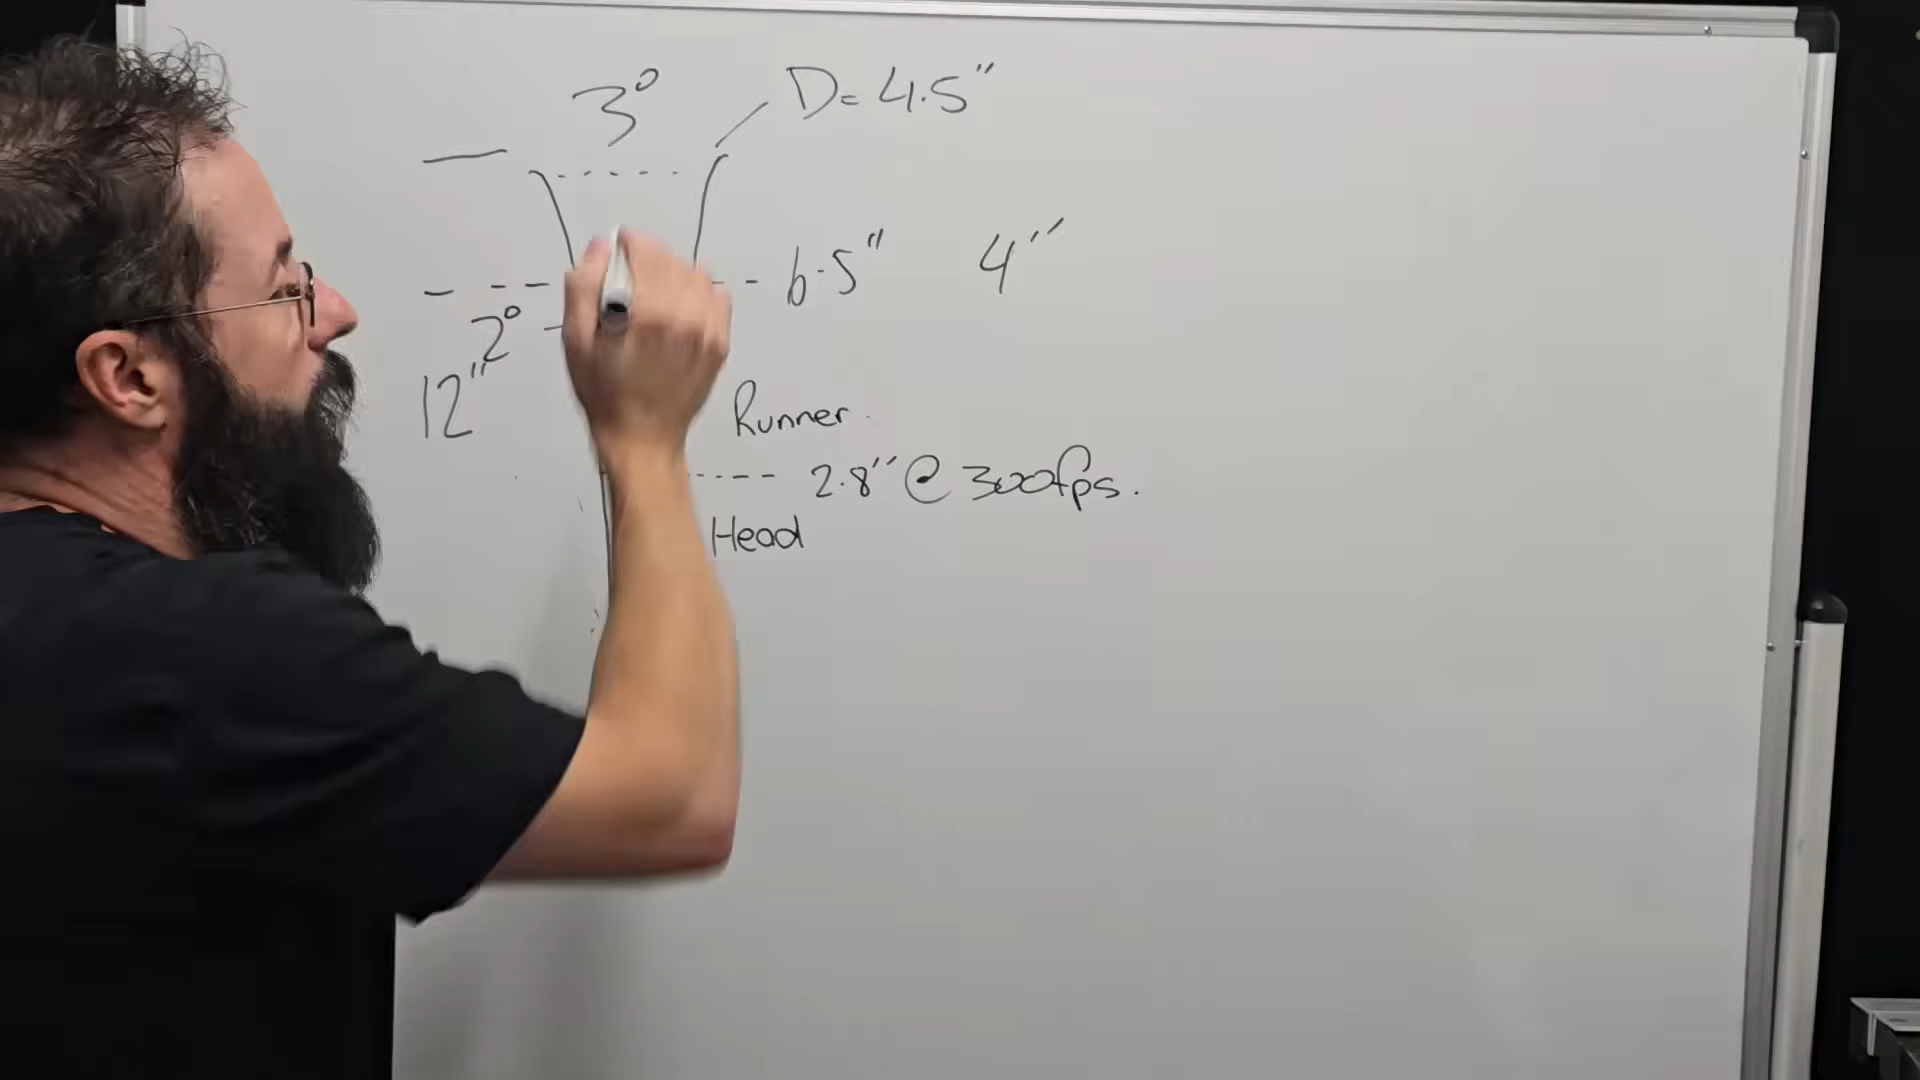 3° D= 4.5"
6.5" 4"
2°
12"
Runner.
2.8" @ 300fps.
Head